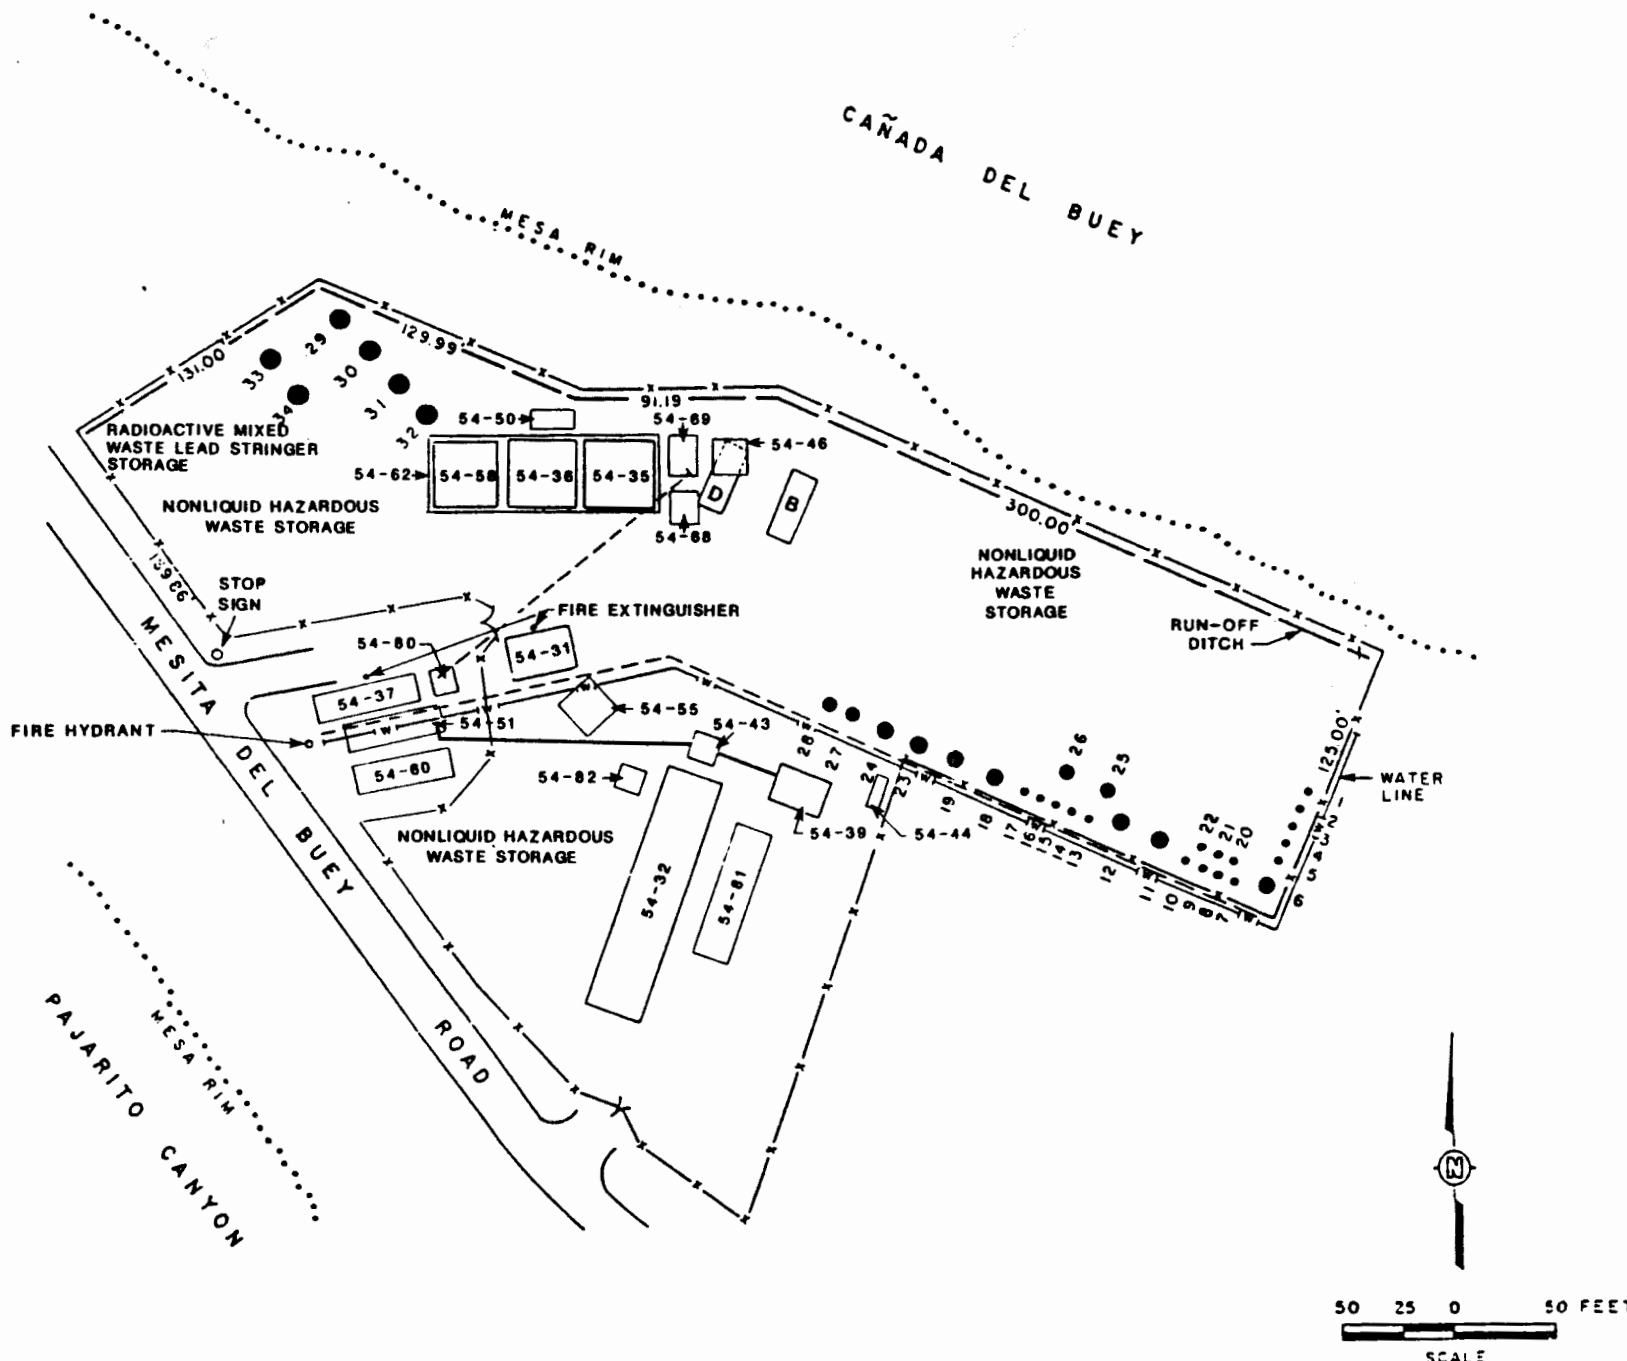 CAÑADA DEL BUEY
MESA RIM
129.99'
131.00
91.19
29
33
30
34
31
32
RADIOACTIVE MIXED
WASTE LEAD STRINGER
STORAGE
54-50
54-69
54-46
54-62
54-58
54-36
54-35
D
B
NONLIQUID HAZARDOUS
WASTE STORAGE
54-68
300.00
NONLIQUID
HAZARDOUS
WASTE
STORAGE
STOP
SIGN
FIRE EXTINGUISHER
RUN-OFF
DITCH
54-80
54-31
54-37
54-55
54-51
54-43
FIRE HYDRANT
W
W
W
W
W
54-60
54-82
28
27
24
23
26
25
125.00'
WATER
LINE
54-39
54-44
19
18
17
16
15
14
13
12
11
10
9
8
7
22
21
20
1
2
3
4
5
6
W
W
W
W
W
NONLIQUID HAZARDOUS
WASTE STORAGE
54-32
54-81
MESITA DEL BUEY ROAD
MESA RIM
PAJARITO CANYON
N
50 25 0 50 FEET
SCALE